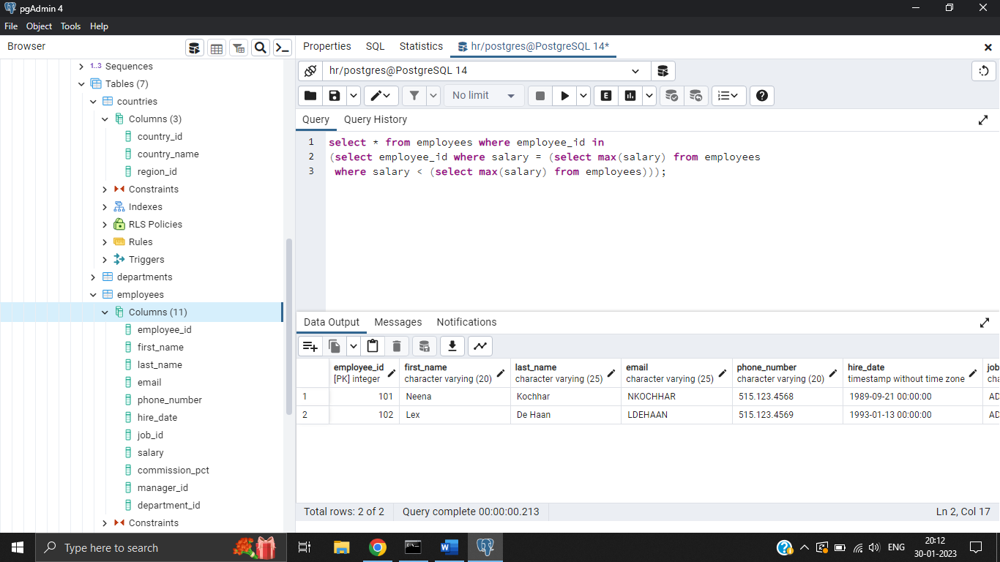 pgAdmin 4
File Object Tools Help
Browser
Properties SQL Statistics hr/postgres@PostgreSQL 14*
1..3 Sequences
Tables (7)
countries
Columns (3)
country_id
country_name
region_id
Constraints
Indexes
RLS Policies
Rules
Triggers
departments
employees
Columns (11)
employee_id
first_name
last_name
email
phone_number
hire_date
job_id
salary
commission_pct
manager_id
department_id
Constraints
hr/postgres@PostgreSQL 14
No limit
E
Query Query History
1 select * from employees where employee_id in
2 (select employee_id where salary = (select max(salary) from employees
3 where salary < (select max(salary) from employees)));
Data Output Messages Notifications
employee_id first_name last_name email phone_number hire_date job
[PK] integer character varying (20) character varying (25) character varying (25) character varying (20) timestamp without time zone cha
1 101 Neena Kochhar NKOCHHAR 515.123.4568 1989-09-21 00:00:00 AD
2 102 Lex De Haan LDEHAAN 515.123.4569 1993-01-13 00:00:00 AD
Total rows: 2 of 2 Query complete 00:00:00.213 Ln 2, Col 17
Type here to search
ENG
20:12
30-01-2023